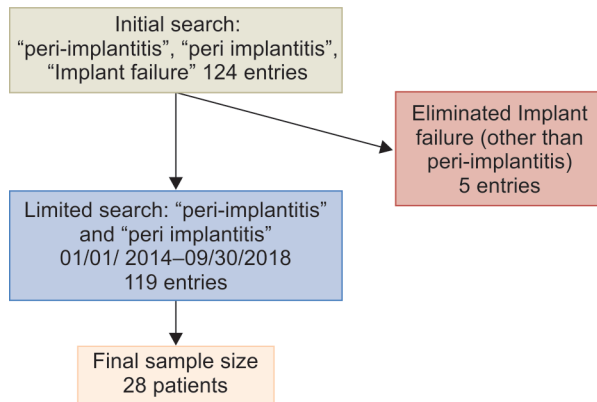 Initial search:
“peri-implantitis”, “peri implantitis”,
“Implant failure” 124 entries
Eliminated Implant
failure (other than
peri-implantitis)
5 entries
Limited search: “peri-implantitis”
and “peri implantitis”
01/01/ 2014–09/30/2018
119 entries
Final sample size
28 patients